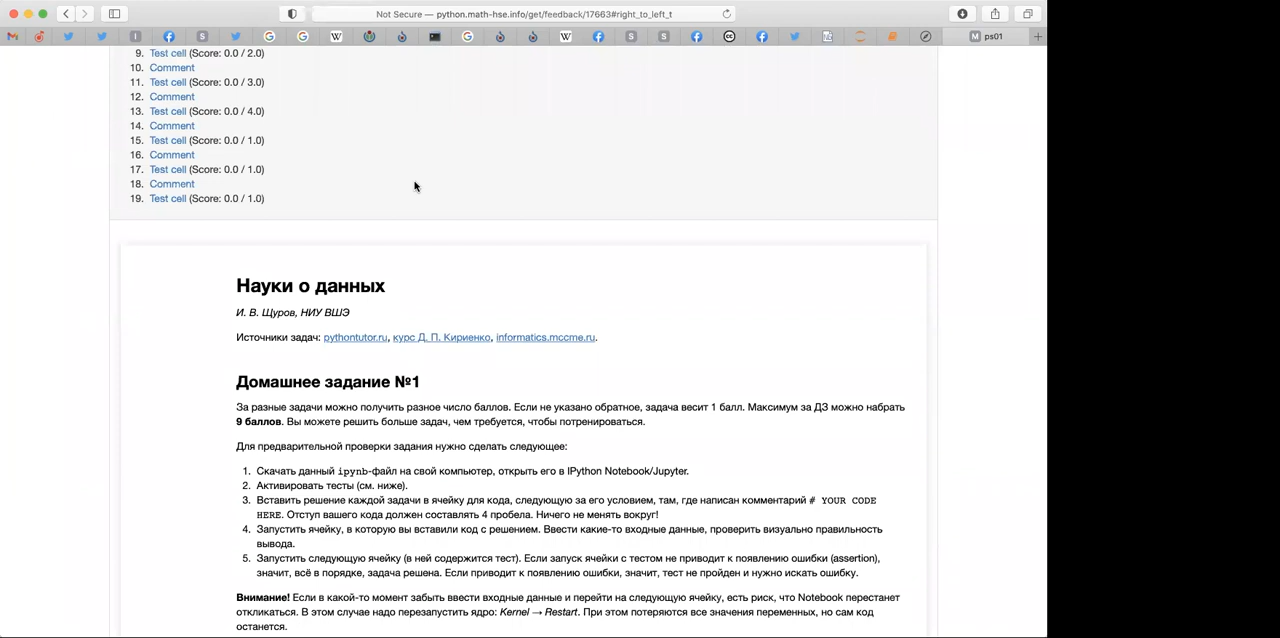 Not Secure — python.math-hse.info/get/feedback/17663#right_to_left_t
ps01
9. Test cell (Score: 0.0 / 2.0)
10. Comment
11. Test cell (Score: 0.0 / 3.0)
12. Comment
13. Test cell (Score: 0.0 / 4.0)
14. Comment
15. Test cell (Score: 0.0 / 1.0)
16. Comment
17. Test cell (Score: 0.0 / 1.0)
18. Comment
19. Test cell (Score: 0.0 / 1.0)
Науки о данных
И. В. Щуров, НИУ ВШЭ
Источники задач: pythontutor.ru, курс Д. П. Кириенко, informatics.mccme.ru.
Домашнее задание №1
За разные задачи можно получить разное число баллов. Если не указано обратное, задача весит 1 балл. Максимум за ДЗ можно набрать
9 баллов. Вы можете решить больше задач, чем требуется, чтобы потренироваться.
Для предварительной проверки задания нужно сделать следующее:
1. Скачать данный ipynb-файл на свой компьютер, открыть его в IPython Notebook/Jupyter.
2. Активировать тесты (см. ниже).
3. Вставить решение каждой задачи в ячейку для кода, следующую за его условием, там, где написан комментарий # YOUR CODE
HERE. Отступ вашего кода должен составлять 4 пробела. Ничего не менять вокруг!
4. Запустить ячейку, в которую вы вставили код с решением. Ввести какие-то входные данные, проверить визуально правильность
вывода.
5. Запустить следующую ячейку (в ней содержится тест). Если запуск ячейки с тестом не приводит к появлению ошибки (assertion),
значит, всё в порядке, задача решена. Если приводит к появлению ошибки, значит, тест не пройден и нужно искать ошибку.
Внимание! Если в какой-то момент забыть ввести входные данные и перейти на следующую ячейку, есть риск, что Notebook перестанет
откликаться. В этом случае надо перезапустить ядро: Kernel → Restart. При этом потеряются все значения переменных, но сам код
останется.